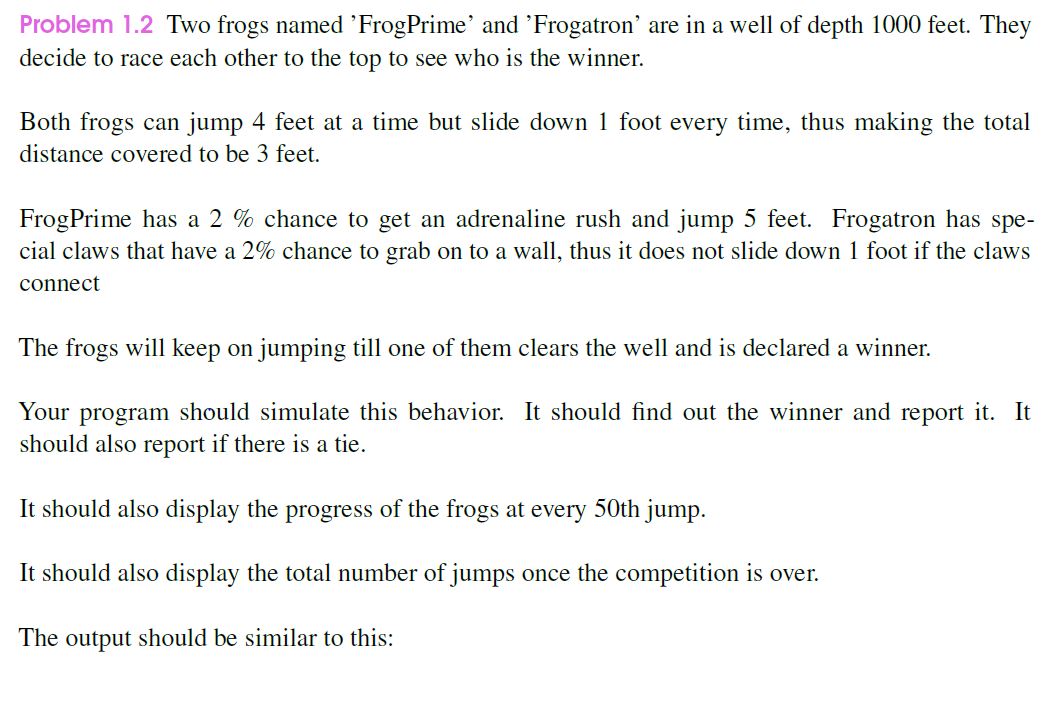 Problem 1.2 Two frogs named ’FrogPrime’ and ’Frogatron’ are in a well of depth 1000 feet. They
decide to race each other to the top to see who is the winner.
Both frogs can jump 4 feet at a time but slide down 1 foot every time, thus making the total
distance covered to be 3 feet.
FrogPrime has a 2 % chance to get an adrenaline rush and jump 5 feet. Frogatron has spe-
cial claws that have a 2% chance to grab on to a wall, thus it does not slide down 1 foot if the claws
connect
The frogs will keep on jumping till one of them clears the well and is declared a winner.
Your program should simulate this behavior. It should find out the winner and report it. It
should also report if there is a tie.
It should also display the progress of the frogs at every 50th jump.
It should also display the total number of jumps once the competition is over.
The output should be similar to this: